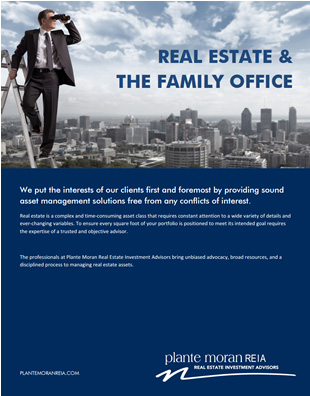 REAL ESTATE &
THE FAMILY OFFICE
We put the interests of our clients first and foremost by providing sound
asset management solutions free from any conflicts of interest.
Real estate is a complex and time-consuming asset class that requires constant attention to a wide variety of details and
ever-changing variables. To ensure every square foot of your portfolio is positioned to meet its intended goal requires
the expertise of a trusted and objective advisor.
The professionals at Plante Moran Real Estate Investment Advisors bring unbiased advocacy, broad resources, and a
disciplined process to managing real estate assets.
plante moran REIA
REAL ESTATE INVESTMENT ADVISORS
PLANTEMORANREIA.COM